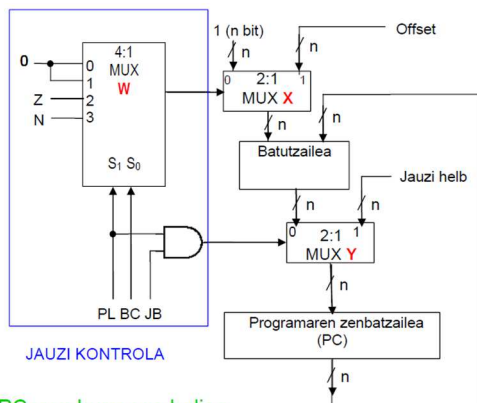 1 (n bit)
Offset
n
n
4:1
MUX
W
0
0
1
Z
2
N
3
0
2:1
1
MUX X
S1 S0
n
n
Batutzailea
Jauzi helb
n
n
0
2:1
1
MUX Y
n
PL BC JB
Programaren zenbatzailea
(PC)
JAUZI KONTROLA
n